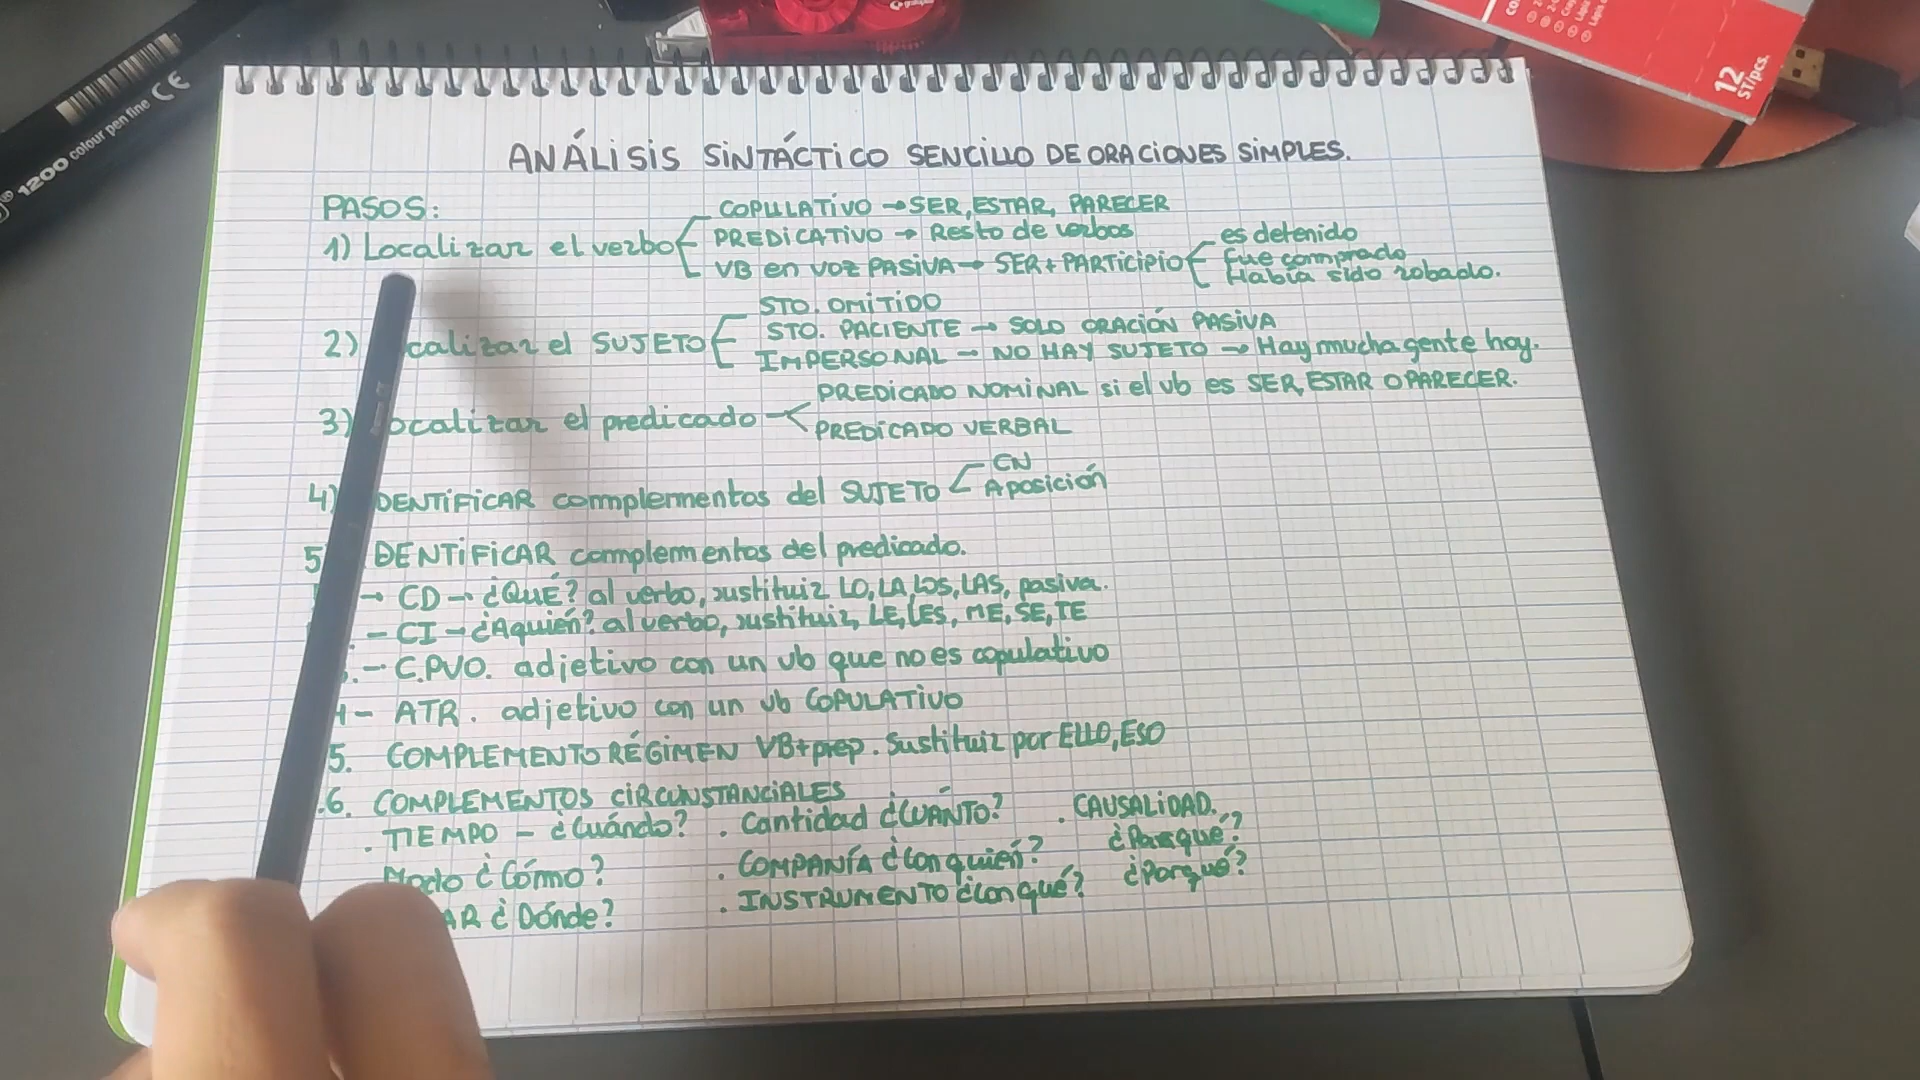 1200 colour pen fine CE
12
ST/pcs.
ANÁLISIS SINTÁCTICO SENCILLO DE ORACIONES SIMPLES.
PASOS:
COPULATIVO → SER, ESTAR, PARECER
1) Localizar el verbo
PREDICATIVO → Resto de verbos
VB en VOZ PASIVA → SER + PARTICIPIO
es detenido
fue comprado
Había sido robado.
STO. OMITIDO
2) calizar el SUJETO
STO. PACIENTE → SOLO ORACIÓN PASIVA
IMPERSONAL → NO HAY SUJETO → Hay mucha gente hoy.
PREDICADO NOMINAL si el vb es SER, ESTAR O PARECER.
3) ocalizar el predicado
PREDICADO VERBAL
4) DENTIFICAR complementos del SUJETO
CN
Aposición
5 DENTIFICAR complementos del predicado.
→ CD → ¿QUÉ? al verbo, sustituir LO, LA, LOS, LAS, pasiva.
- CI → ¿A quién? al verbo, sustituir, LE, LES, ME, SE, TE
.- C.PVO. adjetivo con un vb que no es copulativo
- ATR. adjetivo con un vb COPULATIVO
5. COMPLEMENTO RÉGIMEN VB + prep. Sustituir por ELLO, ESO
.6. COMPLEMENTOS CIRCUNSTANCIALES
. TIEMPO - ¿Cuándo? . Cantidad ¿CUÁNTO? . CAUSALIDAD.
Modo ¿Cómo? . COMPAÑÍA ¿Con quién? ¿Para qué?
AR ¿Dónde? . INSTRUMENTO ¿Con qué? ¿Por qué?